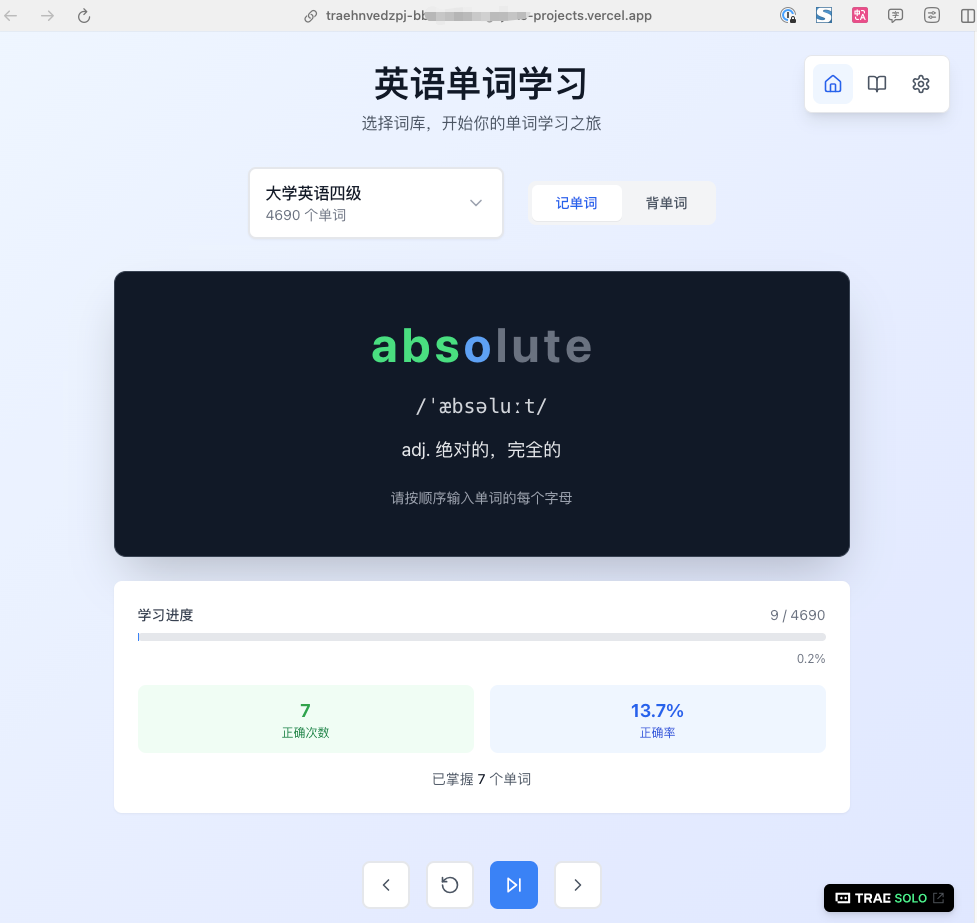 traehnvedzpj-bb -projects.vercel.app
英语单词学习
选择词库，开始你的单词学习之旅
大学英语四级
4690 个单词
记单词
背单词
absolute
/ˈæbsəluːt/
adj. 绝对的，完全的
请按顺序输入单词的每个字母
学习进度
9 / 4690
0.2%
7
正确次数
13.7%
正确率
已掌握 7 个单词
TRAE SOLO